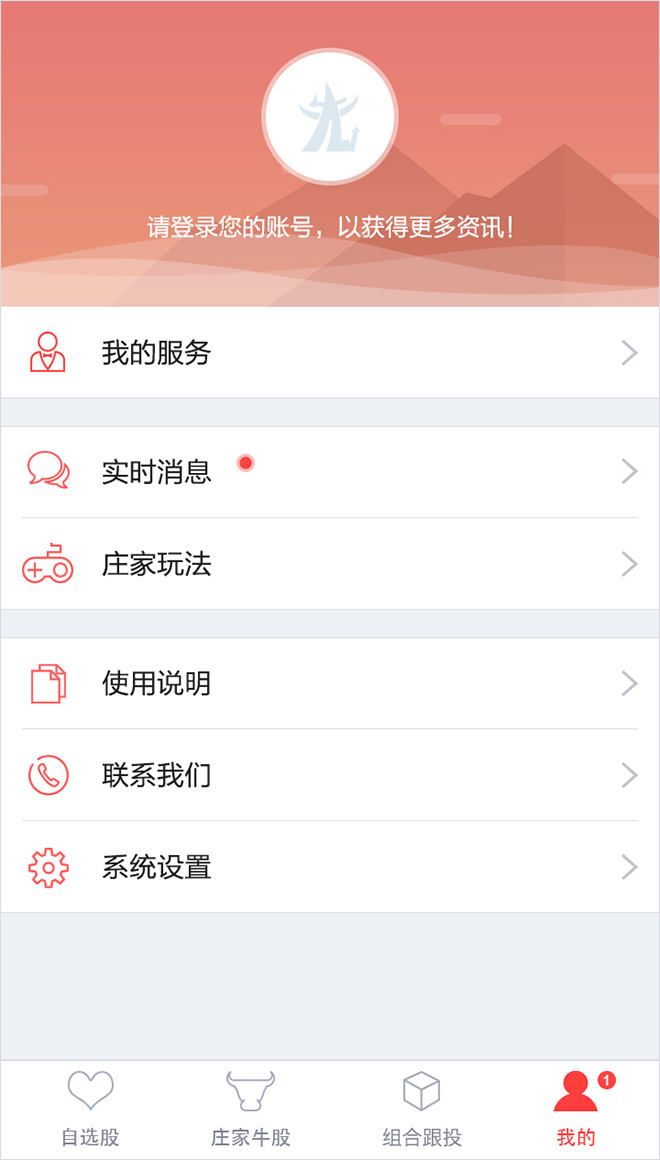 请登录您的账号，以获得更多资讯！
我的服务
实时消息
庄家玩法
使用说明
联系我们
系统设置
1
自选股
庄家牛股
组合跟投
我的